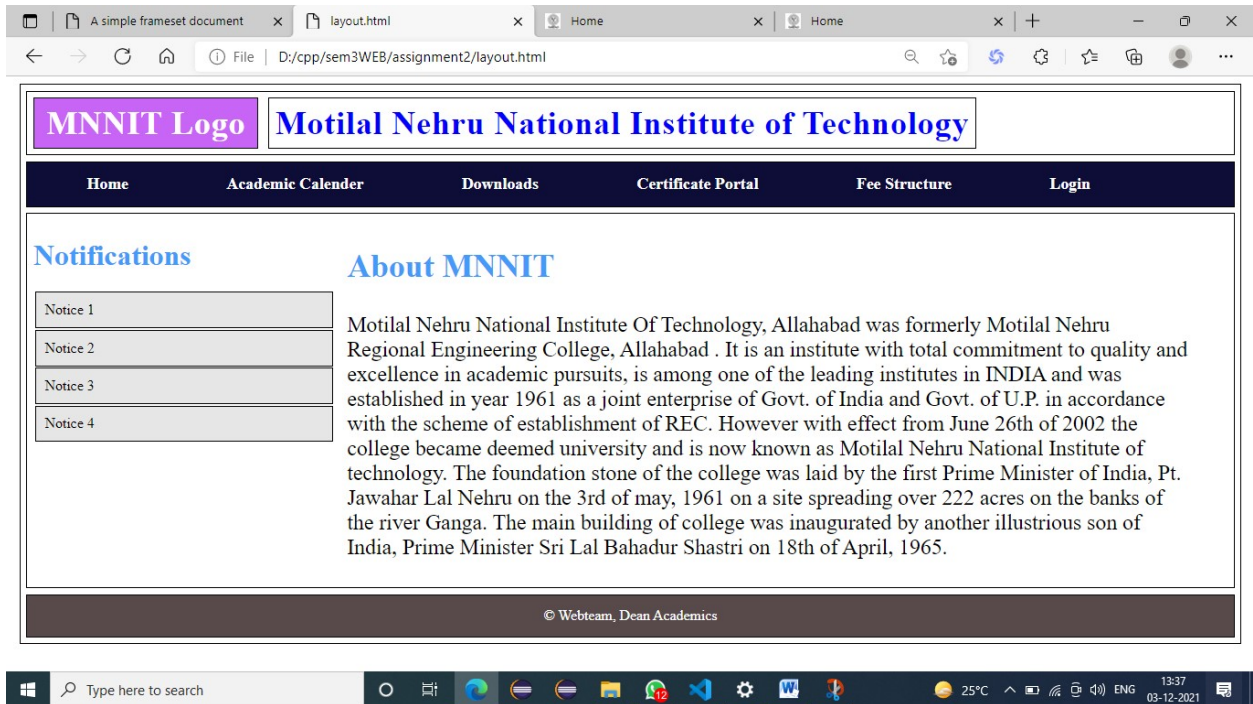 A simple frameset document
layout.html
Home
Home
File | D:/cpp/sem3WEB/assignment2/layout.html
MNNIT Logo
Motilal Nehru National Institute of Technology
Home Academic Calender Downloads Certificate Portal Fee Structure Login
Notifications
Notice 1
Notice 2
Notice 3
Notice 4
About MNNIT
Motilal Nehru National Institute Of Technology, Allahabad was formerly Motilal Nehru
Regional Engineering College, Allahabad . It is an institute with total commitment to quality and
excellence in academic pursuits, is among one of the leading institutes in INDIA and was
established in year 1961 as a joint enterprise of Govt. of India and Govt. of U.P. in accordance
with the scheme of establishment of REC. However with effect from June 26th of 2002 the
college became deemed university and is now known as Motilal Nehru National Institute of
technology. The foundation stone of the college was laid by the first Prime Minister of India, Pt.
Jawahar Lal Nehru on the 3rd of may, 1961 on a site spreading over 222 acres on the banks of
the river Ganga. The main building of college was inaugurated by another illustrious son of
India, Prime Minister Sri Lal Bahadur Shastri on 18th of April, 1965.
© Webteam, Dean Academics
Type here to search
12
25°C
ENG
13:37
03-12-2021